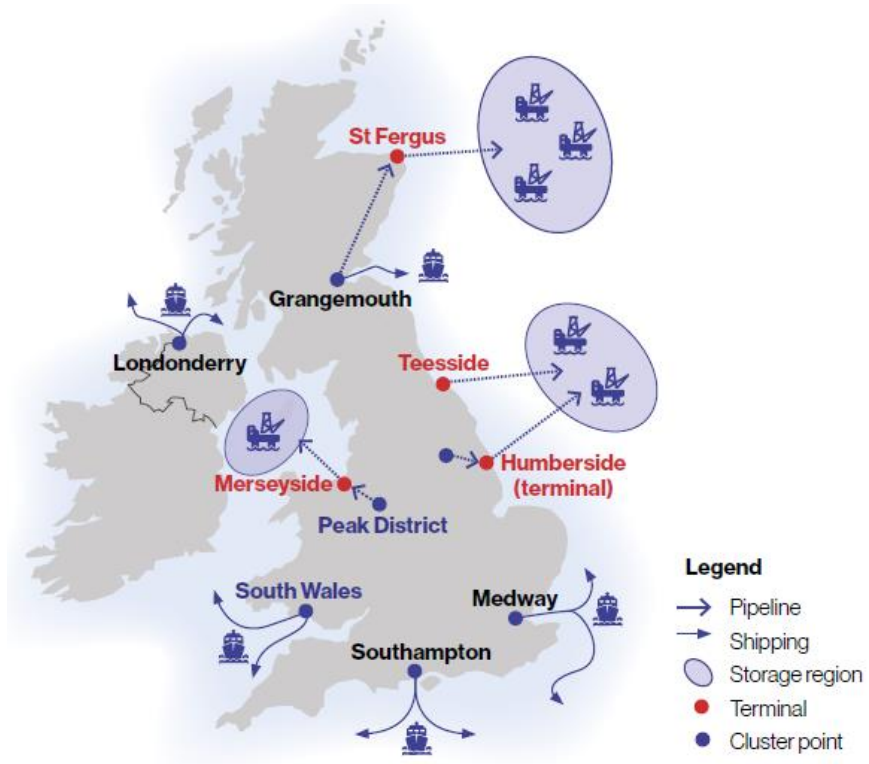 St Fergus
Grangemouth
Londonderry
Teesside
Humberside
(terminal)
Merseyside
Peak District
South Wales
Medway
Southampton
Legend
Pipeline
Shipping
Storage region
Terminal
Cluster point